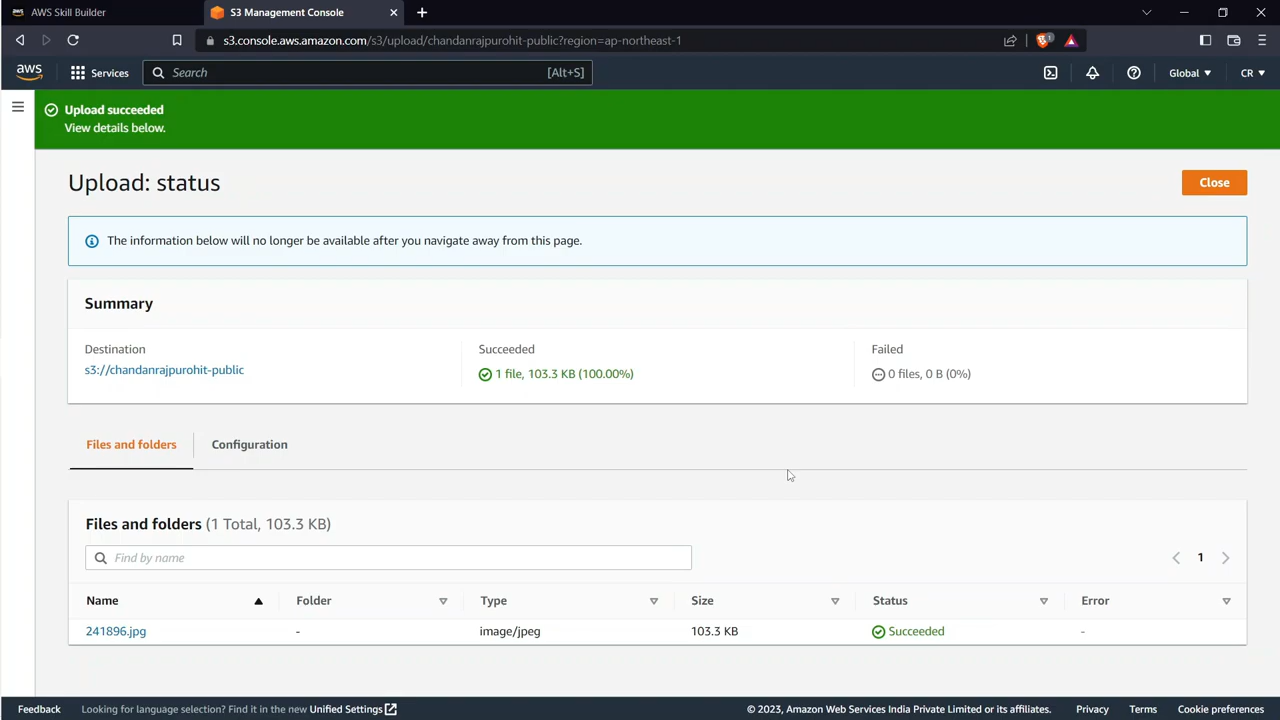 AWS Skill Builder
S3 Management Console
s3.console.aws.amazon.com/s3/upload/chandanrajpurohit-public?region=ap-northeast-1
1
aws
Services
Search
[Alt+S]
Global
CR
Upload succeeded
View details below.
Upload: status
Close
The information below will no longer be available after you navigate away from this page.
Summary
Destination
s3://chandanrajpurohit-public
Succeeded
1 file, 103.3 KB (100.00%)
Failed
0 files, 0 B (0%)
Files and folders
Configuration
Files and folders (1 Total, 103.3 KB)
Find by name
1
Name Folder Type Size Status Error
241896.jpg - image/jpeg 103.3 KB Succeeded -
Feedback Looking for language selection? Find it in the new Unified Settings © 2023, Amazon Web Services India Private Limited or its affiliates. Privacy Terms Cookie preferences